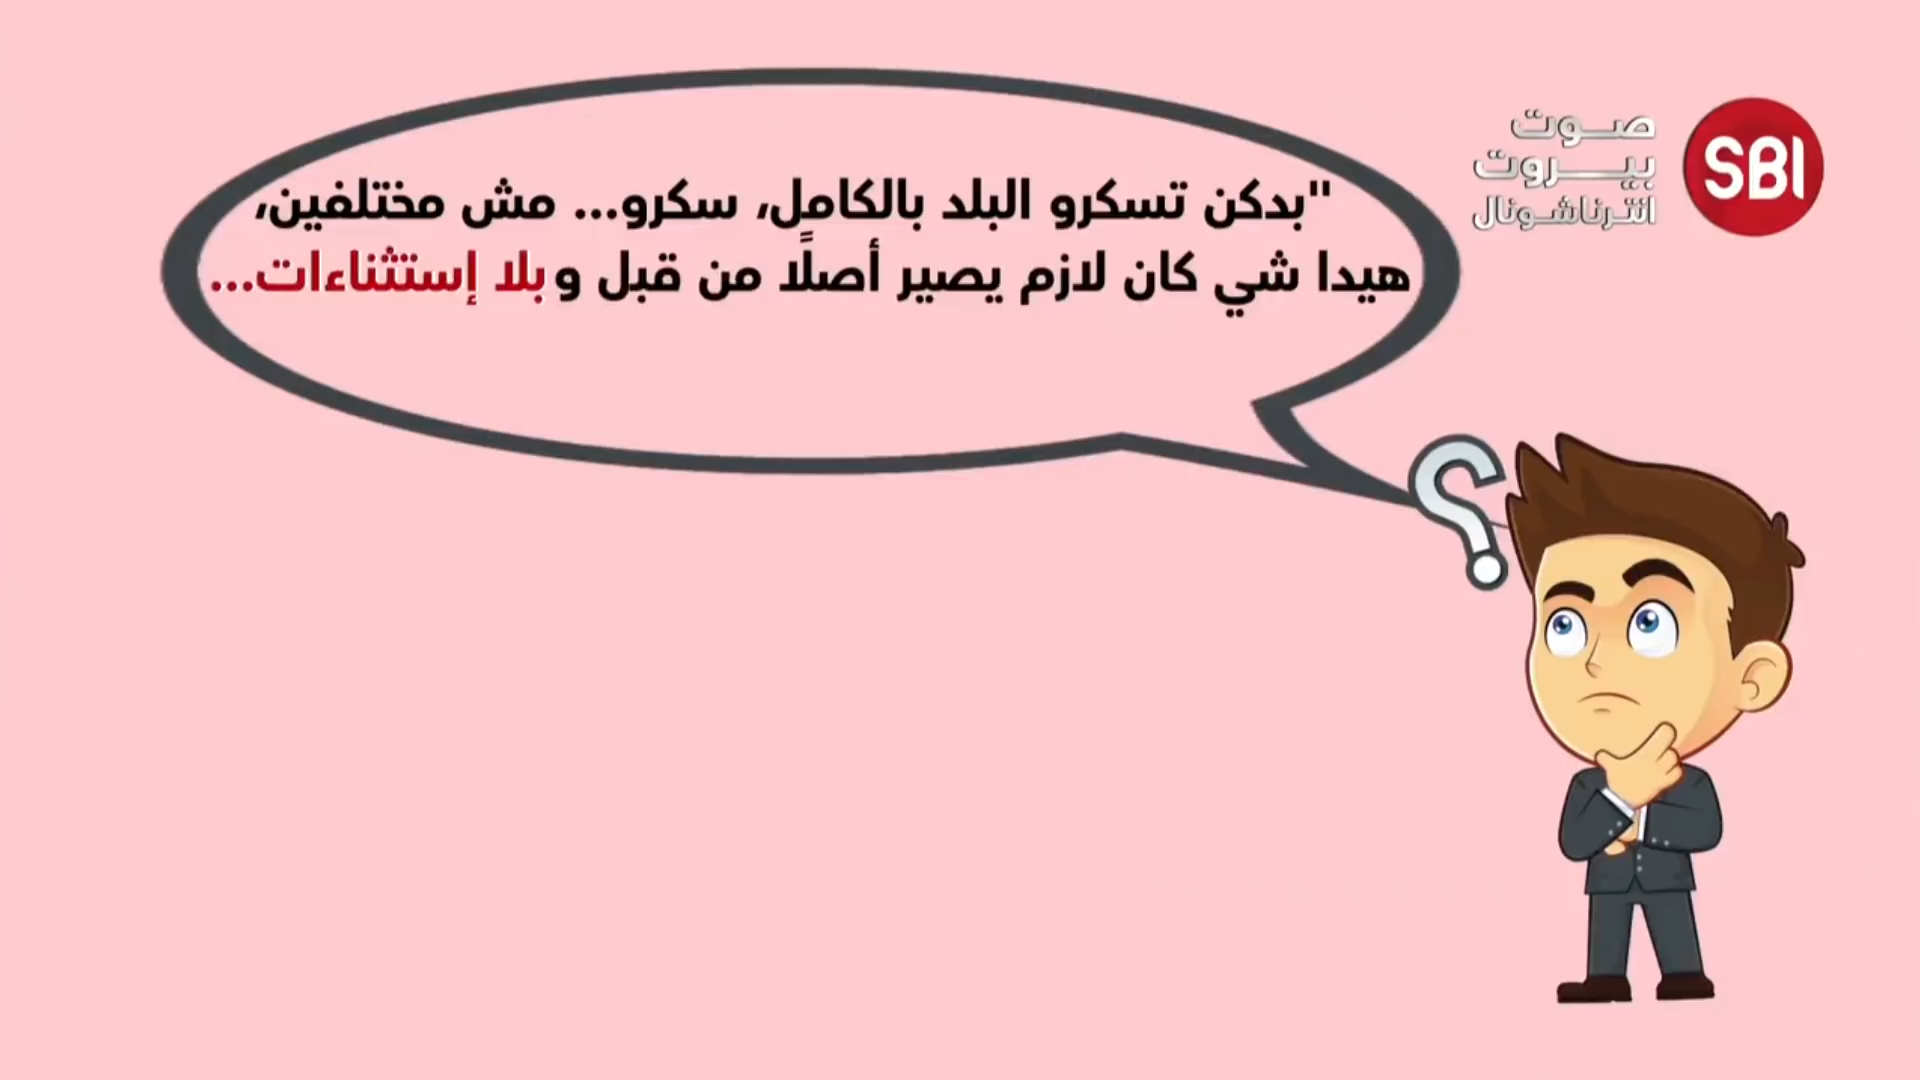 "بدكن تسكرو البلد بالكامل، سكرو... مش مختلفين،
هيدا شي كان لازم يصير أصلًا من قبل و بلا إستثناءات...
صوت
بيروت
انترناشونال
SBI
؟